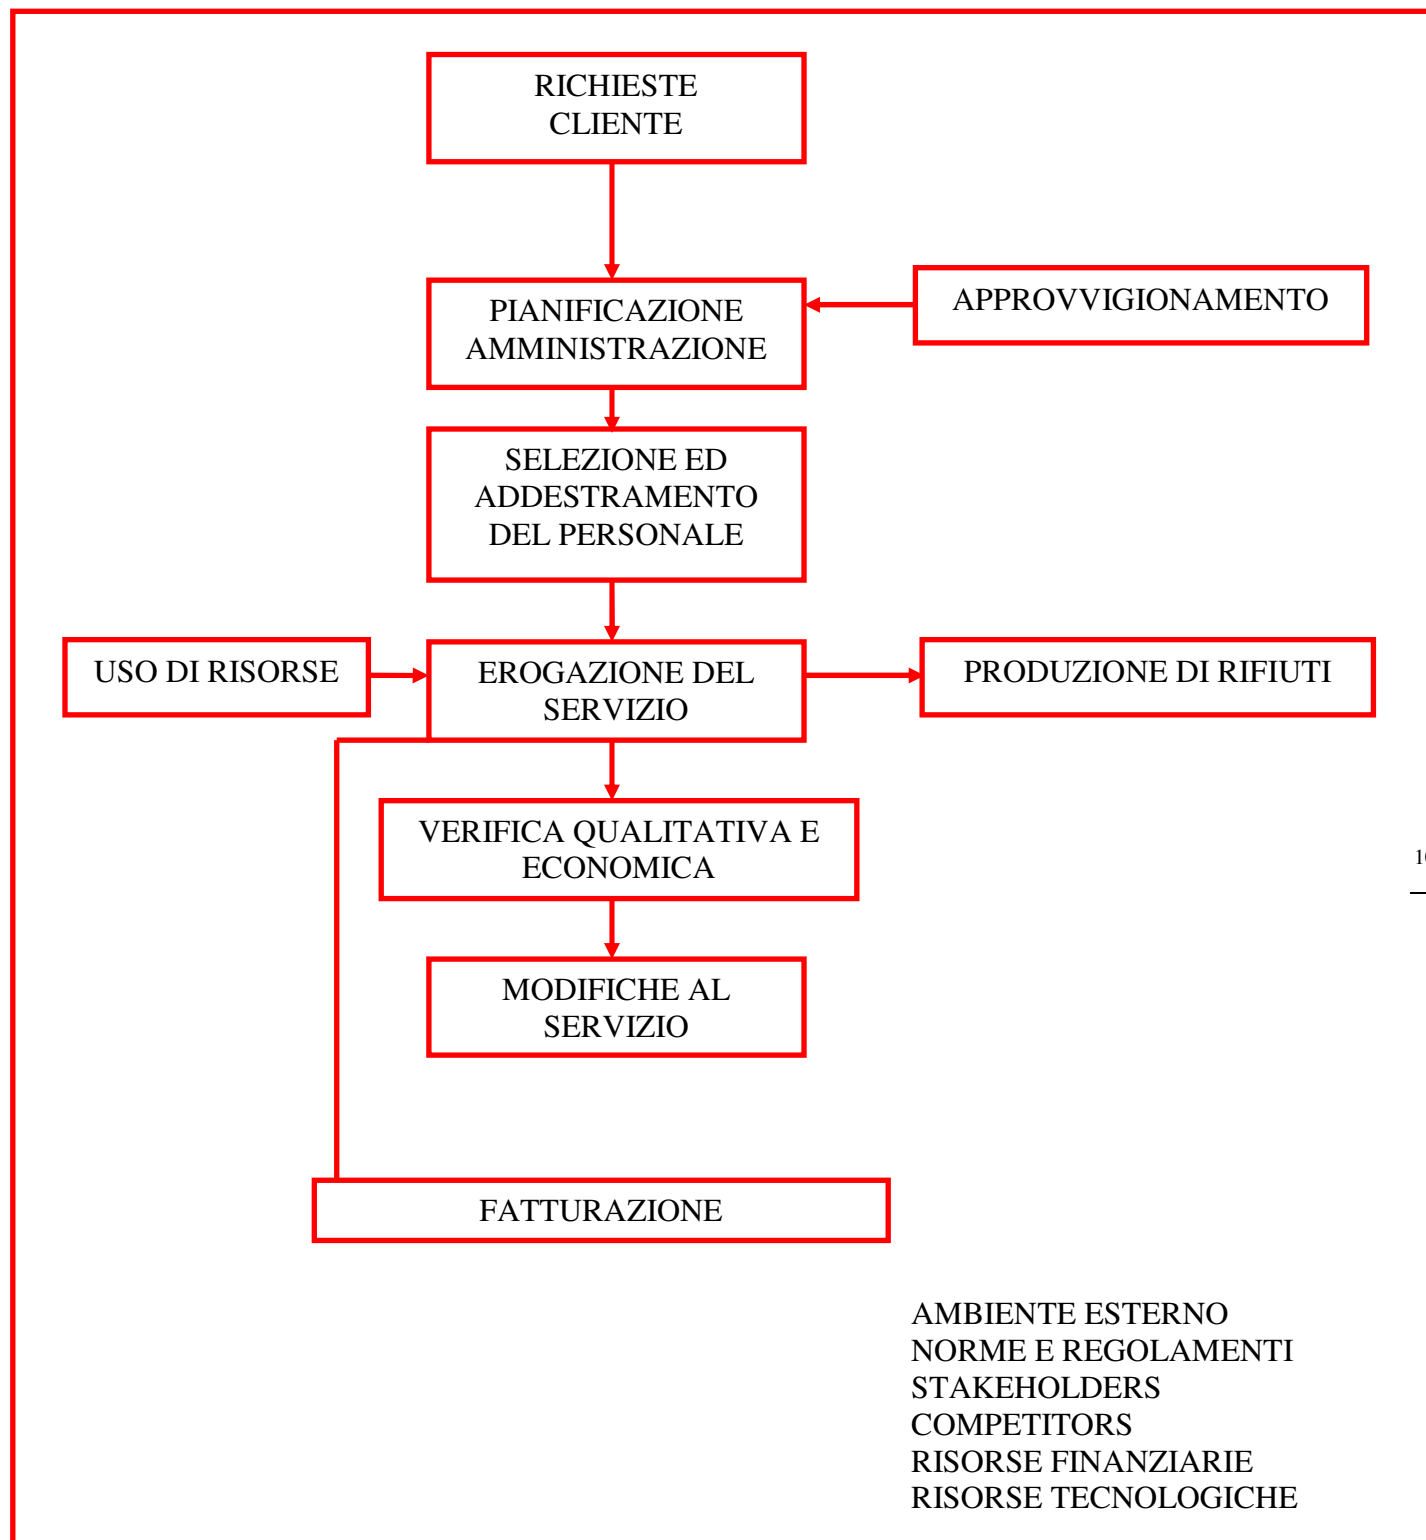 RICHIESTE
CLIENTE
PIANIFICAZIONE
AMMINISTRAZIONE
APPROVVIGIONAMENTO
SELEZIONE ED
ADDESTRAMENTO
DEL PERSONALE
USO DI RISORSE
EROGAZIONE DEL
SERVIZIO
PRODUZIONE DI RIFIUTI
VERIFICA QUALITATIVA E
ECONOMICA
MODIFICHE AL
SERVIZIO
FATTURAZIONE
AMBIENTE ESTERNO
NORME E REGOLAMENTI
STAKEHOLDERS
COMPETITORS
RISORSE FINANZIARIE
RISORSE TECNOLOGICHE